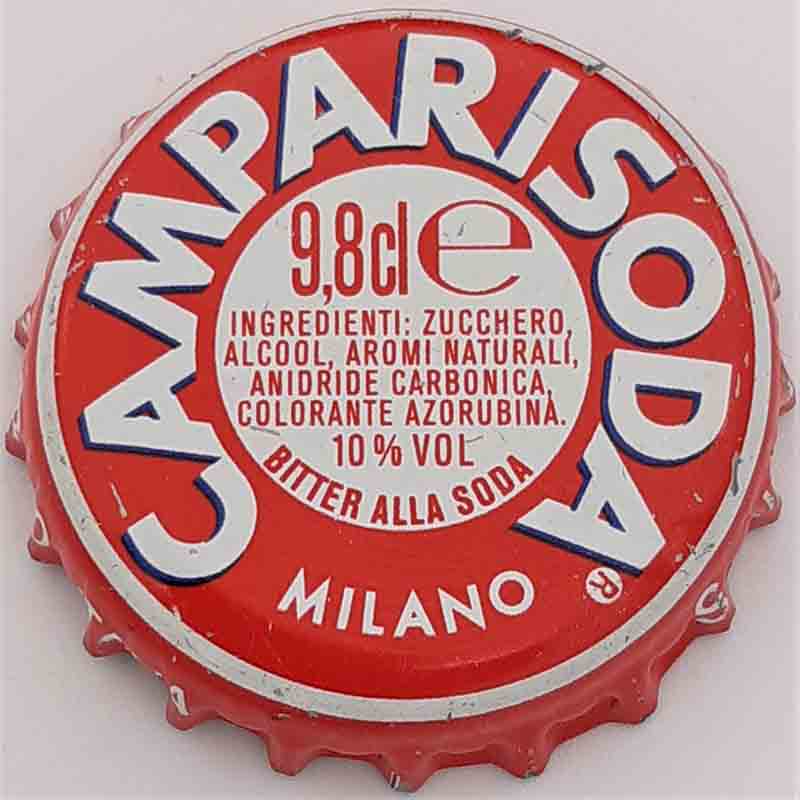 CAMPARISODA
9,8cl e
INGREDIENTI: ZUCCHERO,
ALCOOL, AROMI NATURALI,
ANIDRIDE CARBONICA,
COLORANTE AZORUBINA.
10% VOL
BITTER ALLA SODA
MILANO
®